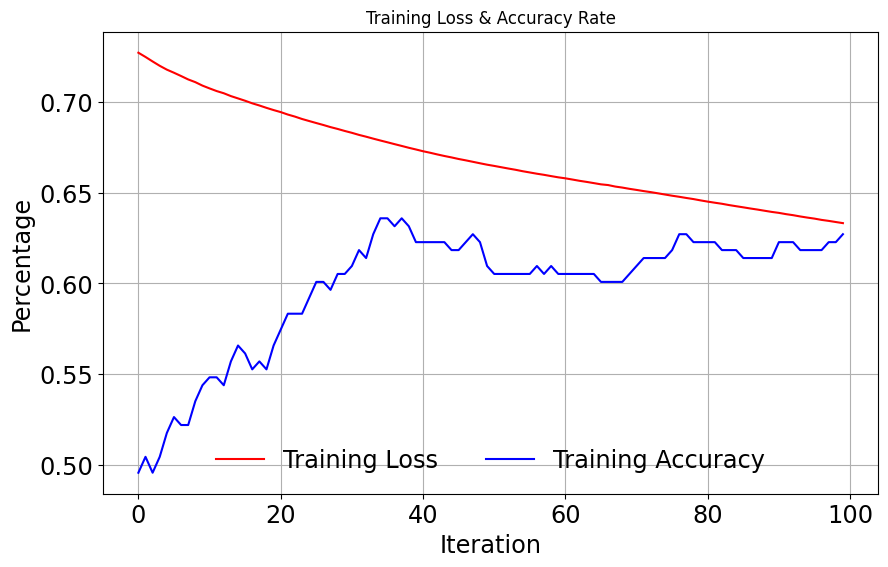 Training Loss & Accuracy Rate
Percentage
0.70
0.65
0.60
0.55
0.50
Training Loss
Training Accuracy
0
20
40
60
80
100
Iteration